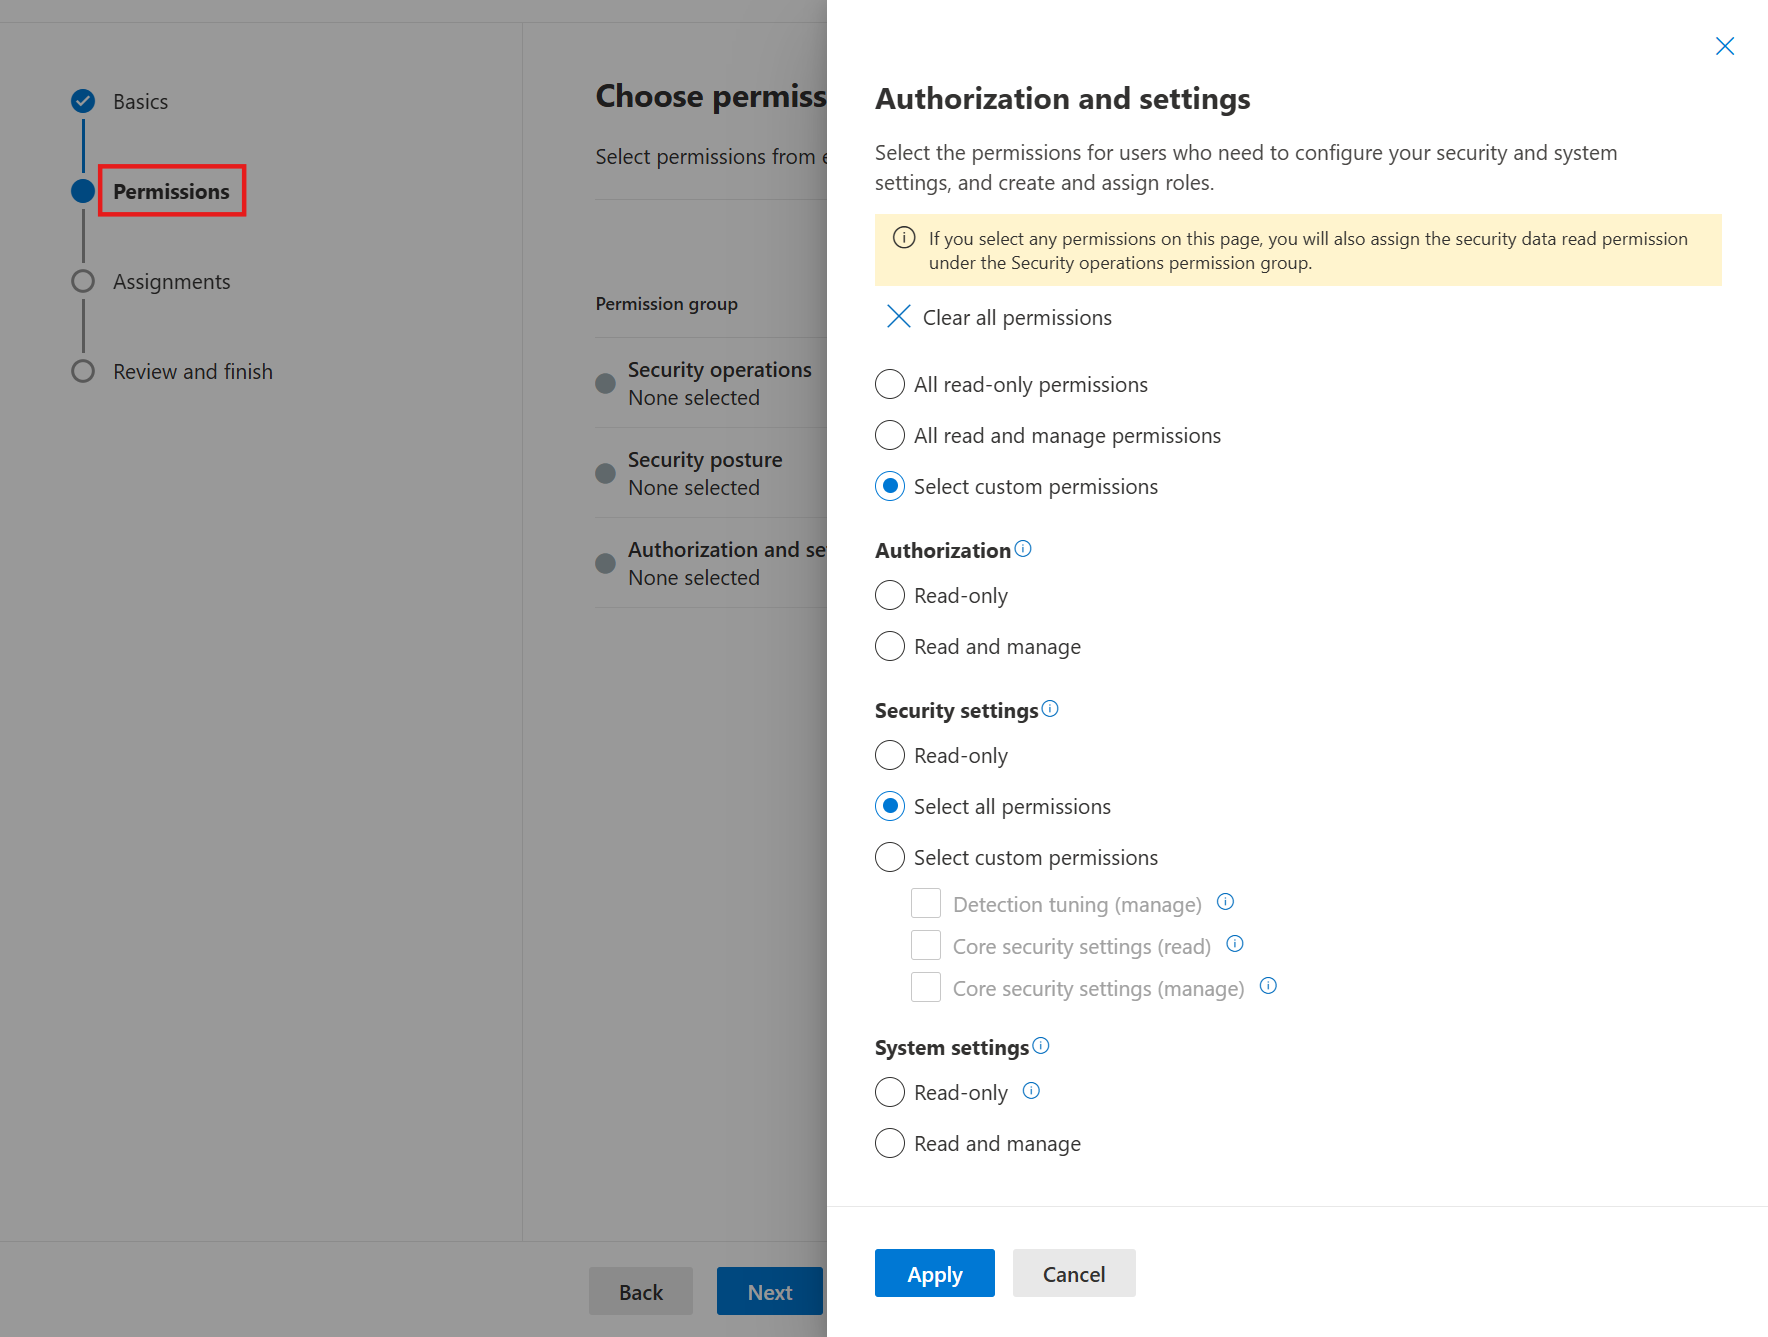 Basics
Permissions
Assignments
Review and finish
Choose permiss
Select permissions from e
Permission group
Security operations
None selected
Security posture
None selected
Authorization and se
None selected
Back
Next
Authorization and settings
Select the permissions for users who need to configure your security and system
settings, and create and assign roles.
If you select any permissions on this page, you will also assign the security data read permission
under the Security operations permission group.
Clear all permissions
All read-only permissions
All read and manage permissions
Select custom permissions
Authorization
Read-only
Read and manage
Security settings
Read-only
Select all permissions
Select custom permissions
Detection tuning (manage)
Core security settings (read)
Core security settings (manage)
System settings
Read-only
Read and manage
Apply
Cancel